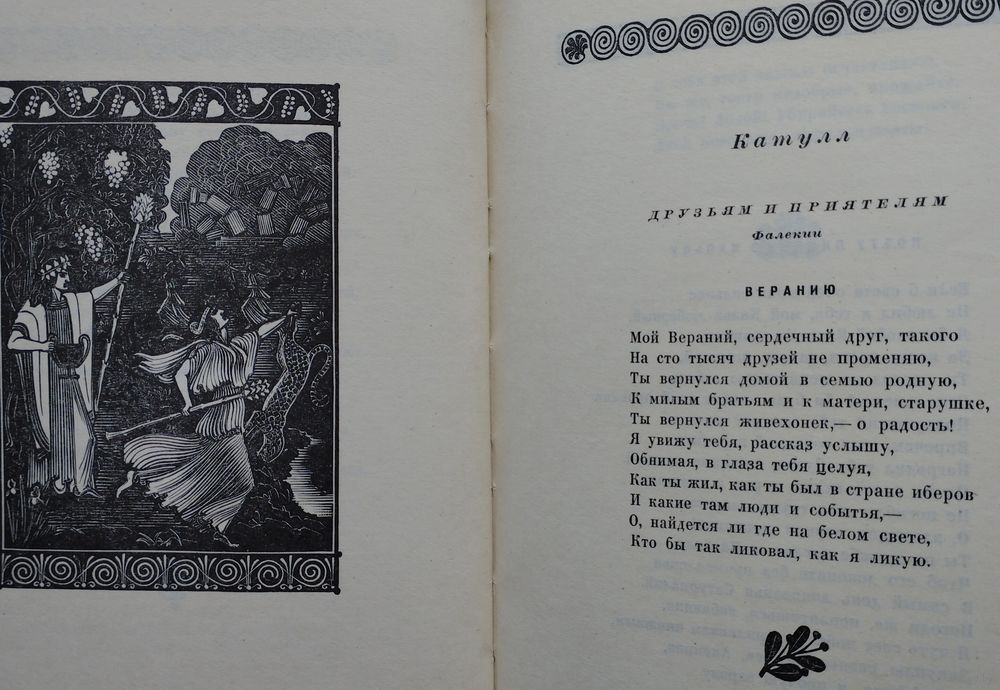 Катулл
ДРУЗЬЯМ И ПРИЯТЕЛЯМ
Фалекии
ВЕРАНИЮ
Мой Вераний, сердечный друг, такого
На сто тысяч друзей не променяю,
Ты вернулся домой в семью родную,
К милым братьям и к матери, старушке,
Ты вернулся живехонек,— о радость!
Я увижу тебя, рассказ услышу,
Обнимая, в глаза тебя целуя,
Как ты жил, как ты был в стране иберов
И какие там люди и событья,—
О, найдется ли где на белом свете,
Кто бы так ликовал, как я ликую.